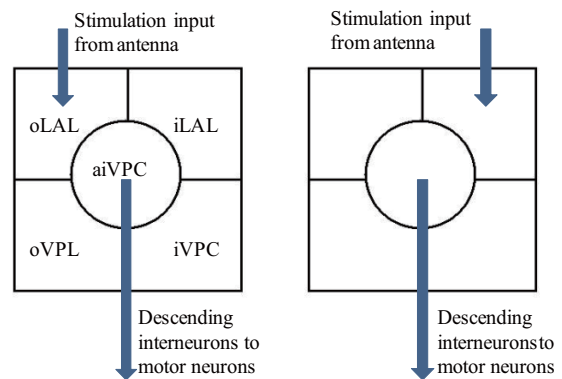 Stimulation input
from antenna
Stimulation input
from antenna
oLAL
iLAL
aiVPC
oVPL
iVPC
Descending
interneurons to
motor neurons
Descending
interneurons to
motor neurons